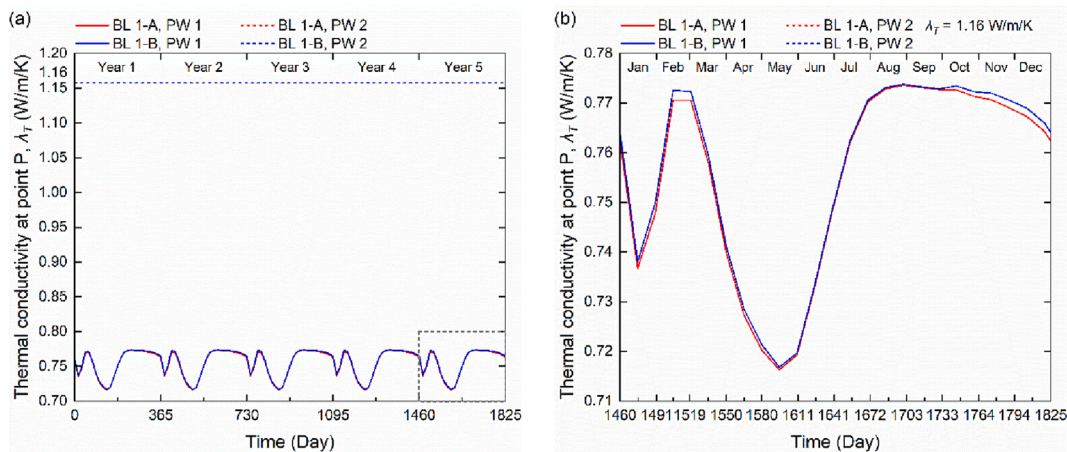 (a)
BL 1-A, PW 1
BL 1-A, PW 2
BL 1-B, PW 1
BL 1-B, PW 2
Thermal conductivity at point P, λT (W/m/K)
1.20
1.16
1.15
1.10
1.05
1.00
0.95
0.90
0.85
0.80
0.75
0.70
Year 1 Year 2 Year 3 Year 4 Year 5
0 365 730 1095 1460 1825
Time (Day)
(b)
BL 1-A, PW 1
BL 1-A, PW 2
λT = 1.16 W/m/K
BL 1-B, PW 1
BL 1-B, PW 2
Thermal conductivity at point P, λT (W/m/K)
0.78
0.77
0.76
0.75
0.74
0.73
0.72
0.71
Jan Feb Mar Apr May Jun Jul Aug Sep Oct Nov Dec
1460 1491 1519 1550 1580 1611 1641 1672 1703 1733 1764 1794 1825
Time (Day)